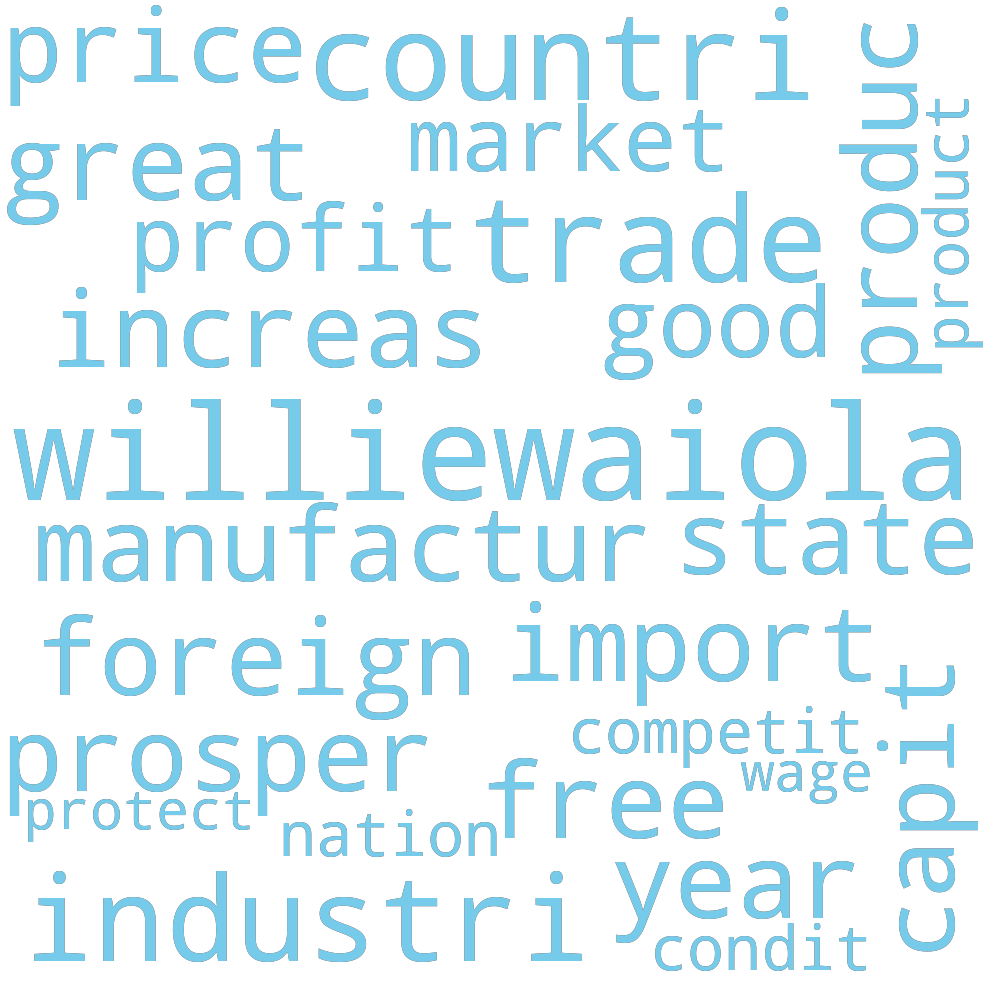 price countri
great market
profit trade
increas good
produc
product
williewaiola
manufactur state
foreign import
prosper competit
protect free wage
nation
capit
industri year
condit